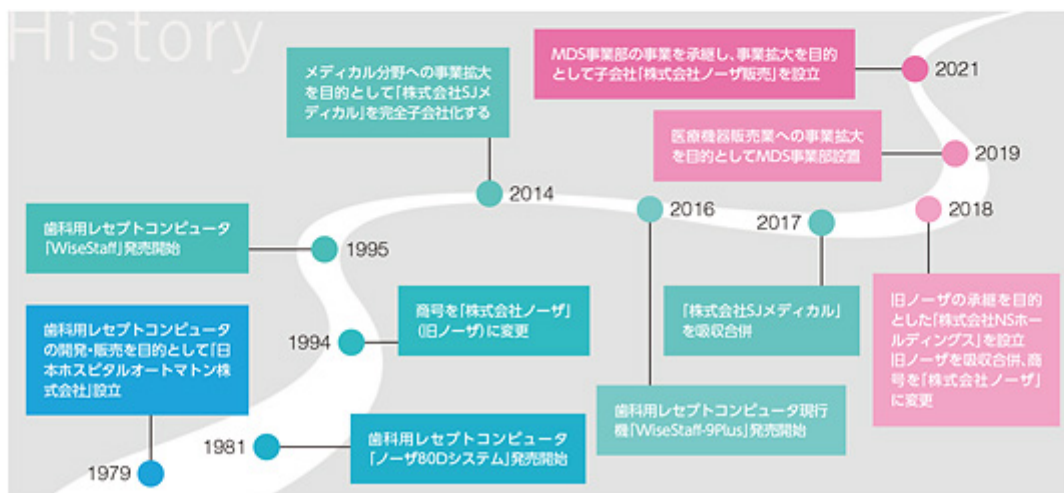 History
1979
歯科用レセプトコンピュータ
の開発・販売を目的として「日
本ホスピタルオートマトン株
式会社」設立
1981
歯科用レセプトコンピュータ
「ノーザ80Dシステム」発売開始
1994
商号を「株式会社ノーザ」
(旧ノーザ)に変更
1995
歯科用レセプトコンピュータ
「WiseStaff」発売開始
2014
メディカル分野への事業拡大
を目的として「株式会社SJメ
ディカル」を完全子会社化する
2016
歯科用レセプトコンピュータ現行
機「WiseStaff-9Plus」発売開始
2017
「株式会社SJメディカル」
を吸収合併
2018
旧ノーザの承継を目的
とした「株式会社NSホー
ルディングス」を設立
旧ノーザを吸収合併、商
号を「株式会社ノーザ」
に変更
2019
医療機器販売業への事業拡大
を目的としてMDS事業部設置
2021
MDS事業部の事業を承継し、事業拡大を目的
として子会社「株式会社ノーザ販売」を設立